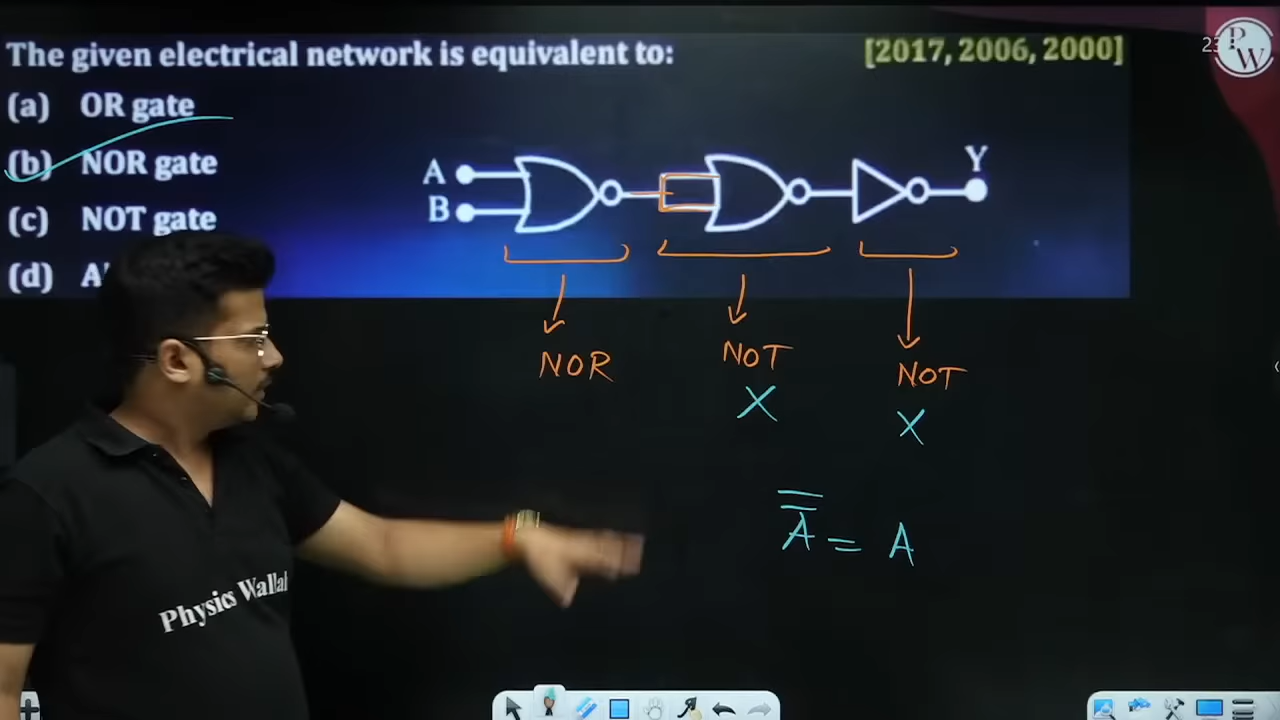 The given electrical network is equivalent to: [2017, 2006, 2000]
(a) OR gate
(b) NOR gate
(c) NOT gate
(d)
A
B
Y
NOR
NOT
NOT
X
X
A̿ = A
Physics Wallah
PW